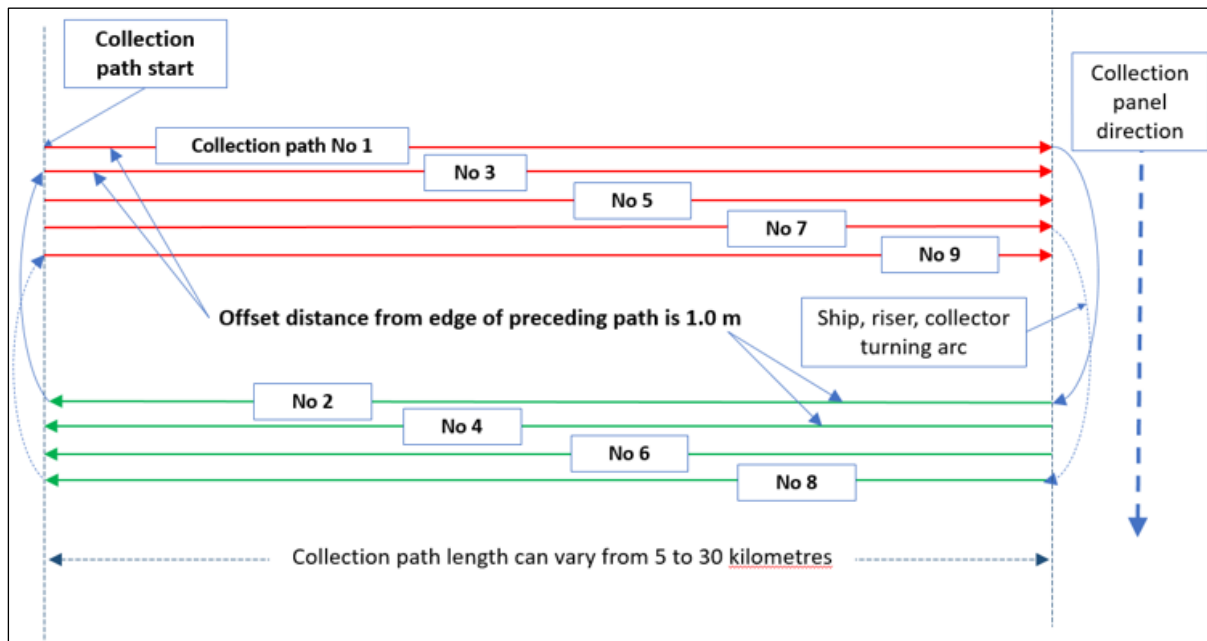 Collection
path start
Collection
panel
direction
Collection path No 1
No 3
No 5
No 7
No 9
Offset distance from edge of preceding path is 1.0 m
Ship, riser, collector
turning arc
No 2
No 4
No 6
No 8
Collection path length can vary from 5 to 30 kilometres